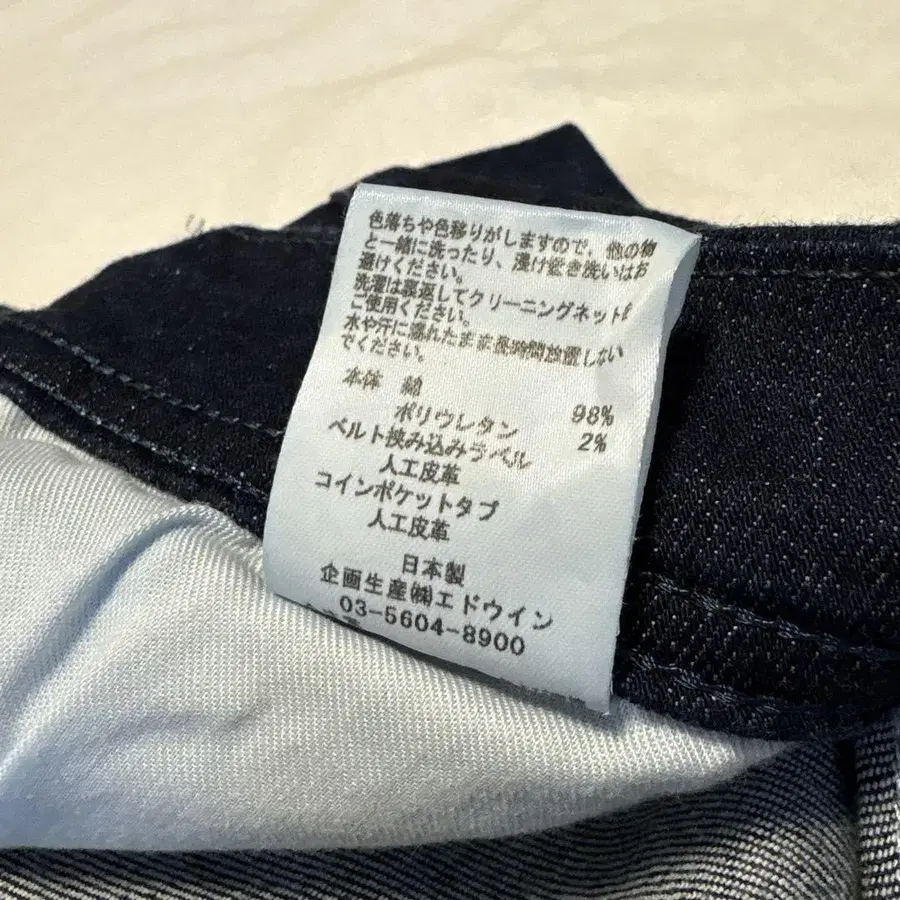 色落ちや色移りがしますので、他の物
と一緒に洗ったり、浸け置き洗いはお
避けください。
洗濯は裏返してクリーニングネットを
ご使用ください。
水や汗に濡れたまま長時間放置しない
でください。
本体 綿 98%
ポリウレタン 2%
ベルト挟み込みラベル
人工皮革
コインポケットタブ
人工皮革
日本製
企画生産㈱エドウイン
03-5604-8900